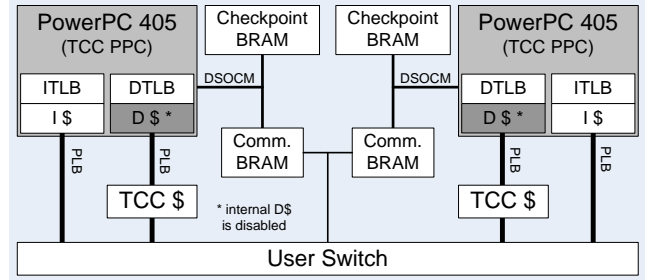 PowerPC 405
(TCC PPC)
Checkpoint
BRAM
Checkpoint
BRAM
PowerPC 405
(TCC PPC)
ITLB
DTLB
DSOCM
DSOCM
DTLB
ITLB
I $
D $ *
D $ *
I $
Comm.
BRAM
Comm.
BRAM
PLB
PLB
PLB
PLB
TCC $
* internal D$
is disabled
TCC $
User Switch